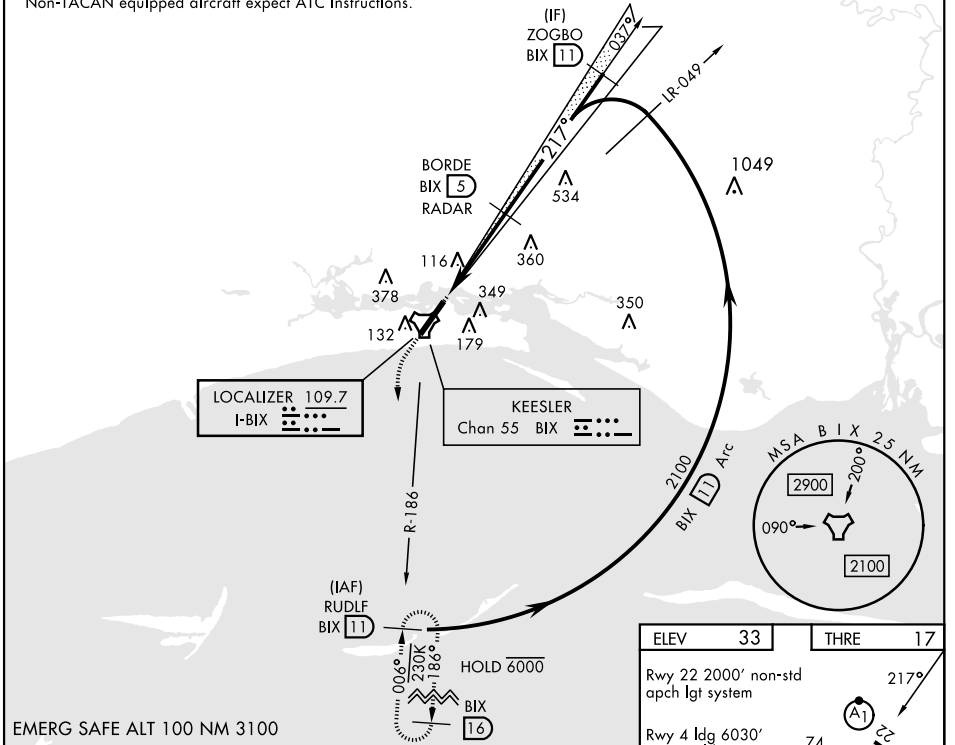 Non-TACAN equipped aircraft expect ATC Instructions.
(IF)
ZOGBO
BIX 11
037°
LR-049
217°
BORDE
BIX 5
RADAR
534
1049
360
116
378
349
350
132
179
LOCALIZER 109.7
I-BIX
KEESLER
Chan 55 BIX
R-186
2100
BIX 11 Arc
MSA BIX 25 NM
2900
200°
090°
2100
(IAF)
RUDLF
BIX 11
006°
230K
186°
HOLD 6000
BIX
16
EMERG SAFE ALT 100 NM 3100
ELEV 33
THRE 17
Rwy 22 2000' non-std
apch lgt system
217°
A1
22
Rwy 4 ldg 6030'
74